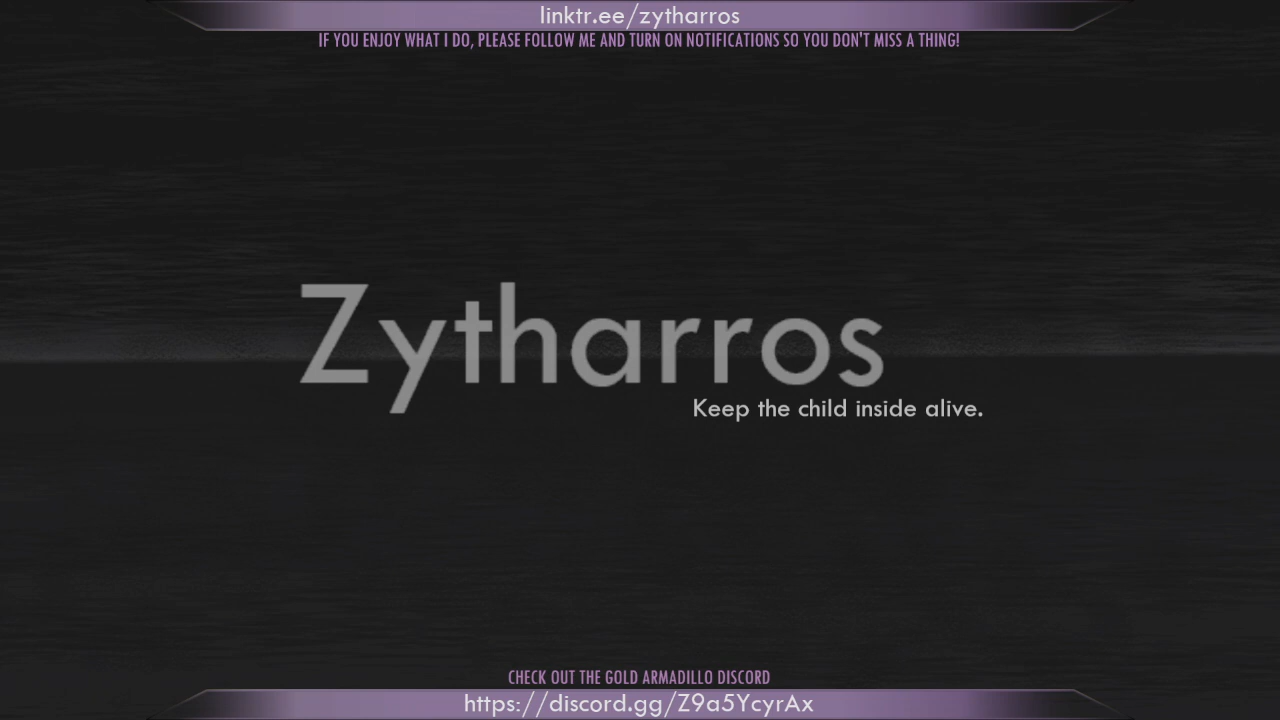 linktr.ee/zytharros
IF YOU ENJOY WHAT I DO, PLEASE FOLLOW ME AND TURN ON NOTIFICATIONS SO YOU DON'T MISS A THING!
Zytharros
Keep the child inside alive.
CHECK OUT THE GOLD ARMADILLO DISCORD
https://discord.gg/Z9a5YcyrAx